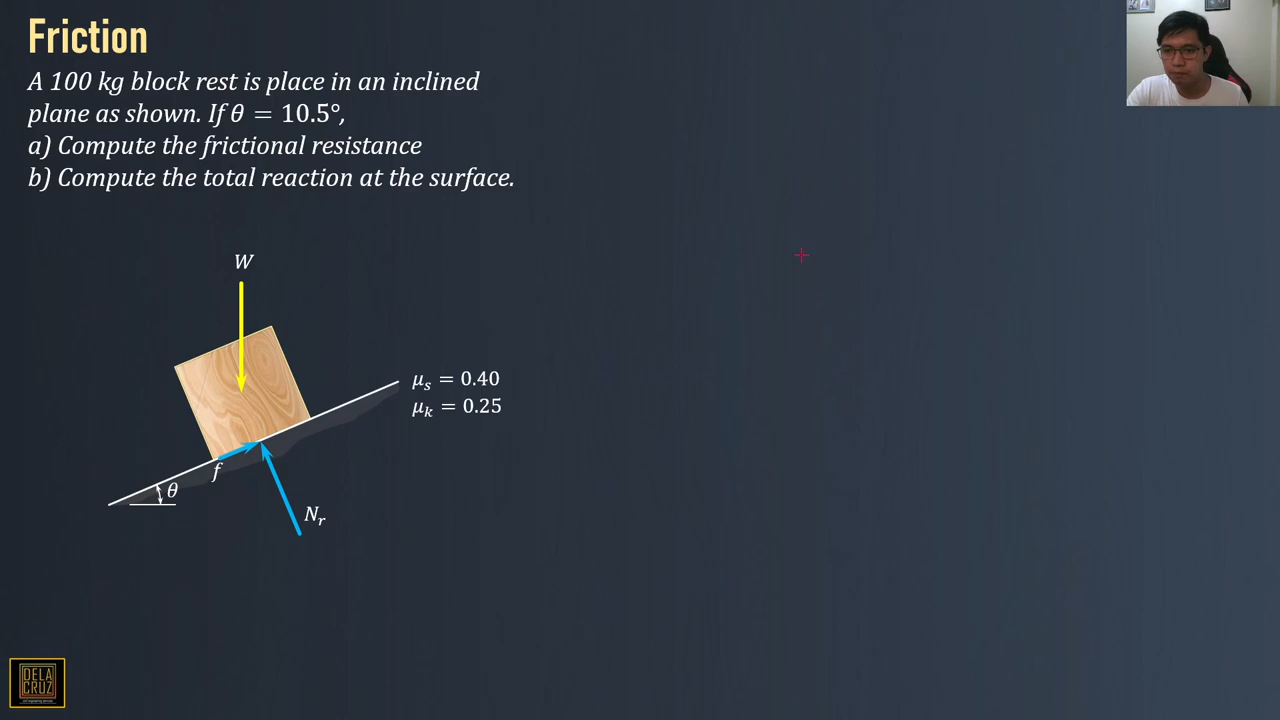 Friction
A 100 kg block rest is place in an inclined
plane as shown. If θ = 10.5°,
a) Compute the frictional resistance
b) Compute the total reaction at the surface.
W
μₛ = 0.40
μₖ = 0.25
f
θ
Nᵣ
DELA
CRUZ